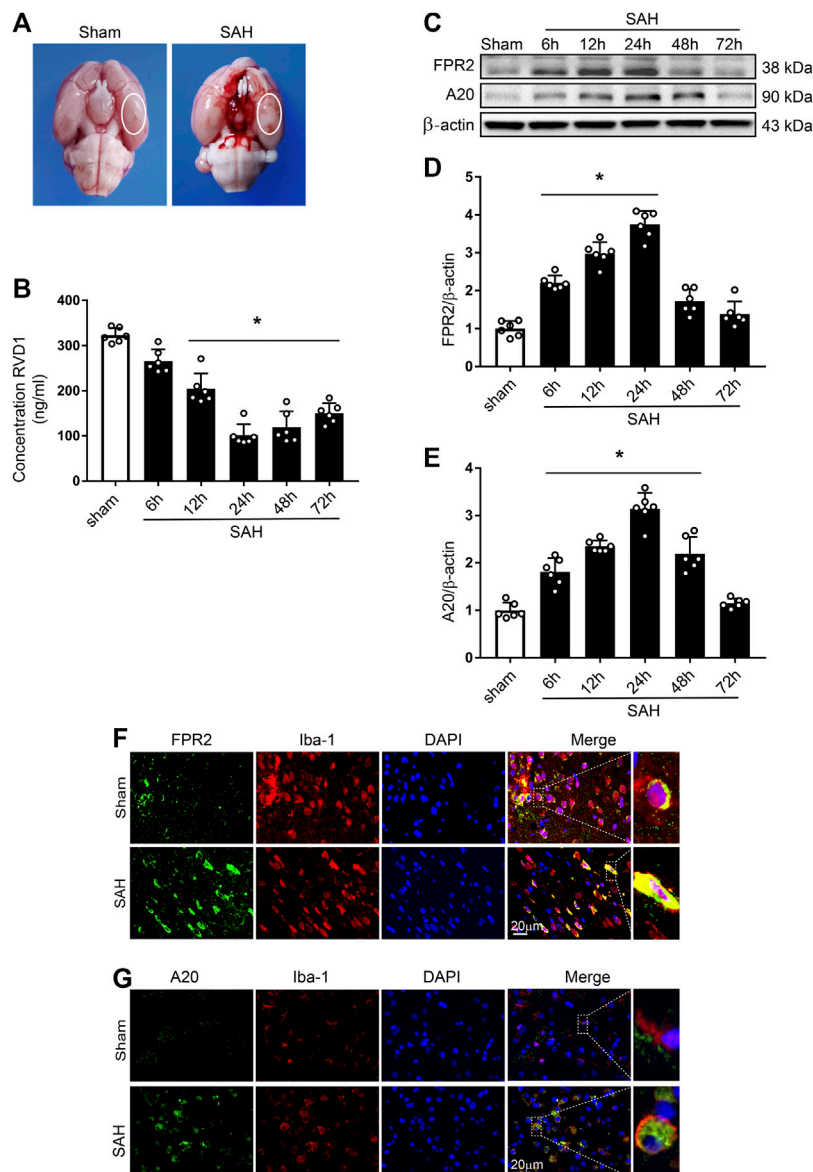 A
Sham
SAH
B
Concentration RVD1
(ng/ml)
400
300
200
100
0
*
sham
6h
12h
24h
48h
72h
SAH
C
SAH
Sham 6h 12h 24h 48h 72h
FPR2 38 kDa
A20 90 kDa
β-actin 43 kDa
D
FPR2/β-actin
5
4
3
2
1
0
*
sham
6h
12h
24h
48h
72h
SAH
E
A20/β-actin
4
3
2
1
0
*
sham
6h
12h
24h
48h
72h
SAH
F
FPR2 Iba-1 DAPI Merge
Sham
SAH
20μm
G
A20 Iba-1 DAPI Merge
Sham
SAH
20μm